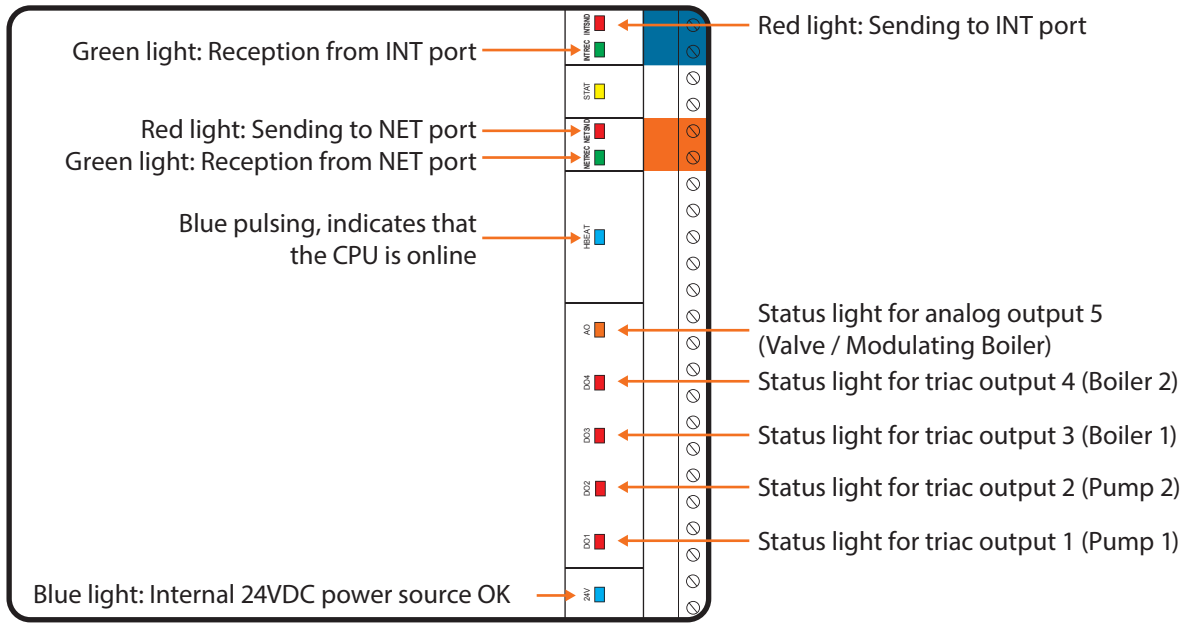 INTSND
Red light: Sending to INT port
Green light: Reception from INT port
INTREC
STAT
Red light: Sending to NET port
NETSND
Green light: Reception from NET port
NETREC
Blue pulsing, indicates that
the CPU is online
HBEAT
AO
Status light for analog output 5
(Valve / Modulating Boiler)
DO4
Status light for triac output 4 (Boiler 2)
DO3
Status light for triac output 3 (Boiler 1)
DO2
Status light for triac output 2 (Pump 2)
DO1
Status light for triac output 1 (Pump 1)
Blue light: Internal 24VDC power source OK
24V